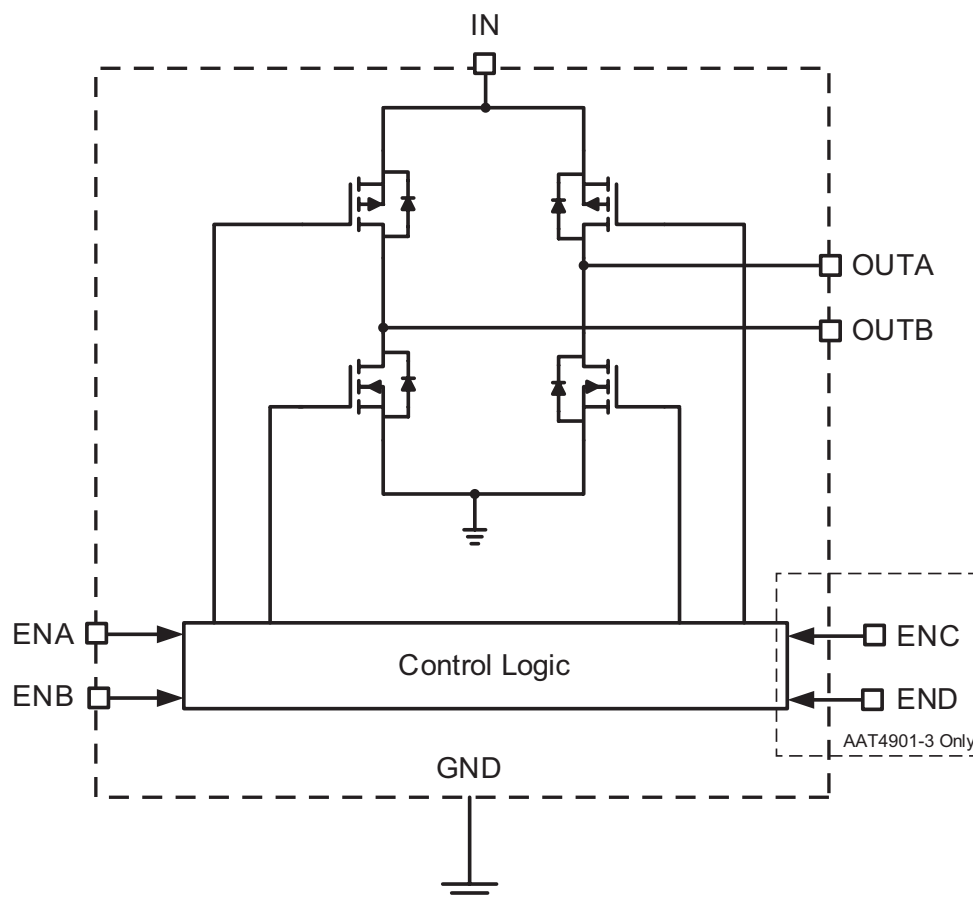 IN
OUTA
OUTB
ENA
Control Logic
ENC
ENB
END
AAT4901-3 Only
GND